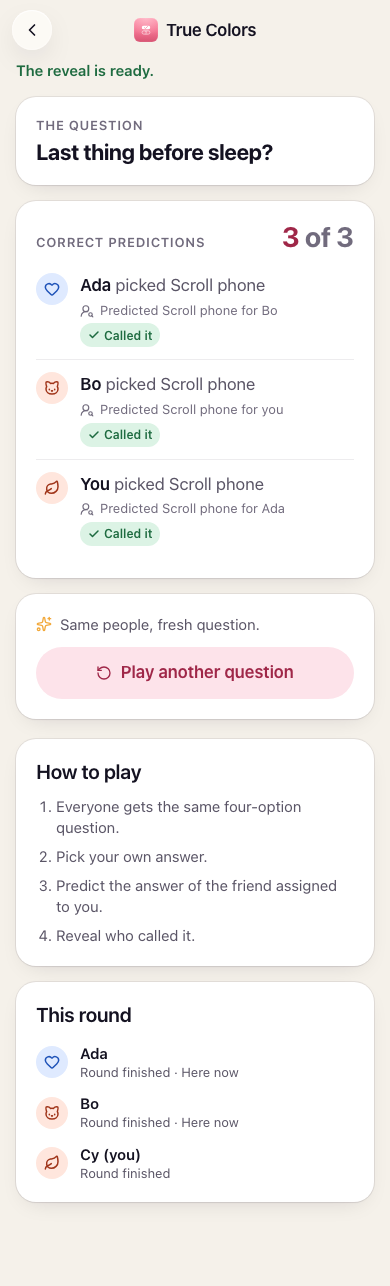 True Colors
The reveal is ready.
THE QUESTION
Last thing before sleep?
CORRECT PREDICTIONS
3 of 3
Ada picked Scroll phone
Predicted Scroll phone for Bo
Called it
Bo picked Scroll phone
Predicted Scroll phone for you
Called it
You picked Scroll phone
Predicted Scroll phone for Ada
Called it
Same people, fresh question.
Play another question
How to play
1. Everyone gets the same four-option
question.
2. Pick your own answer.
3. Predict the answer of the friend assigned
to you.
4. Reveal who called it.
This round
Ada
Round finished · Here now
Bo
Round finished · Here now
Cy (you)
Round finished